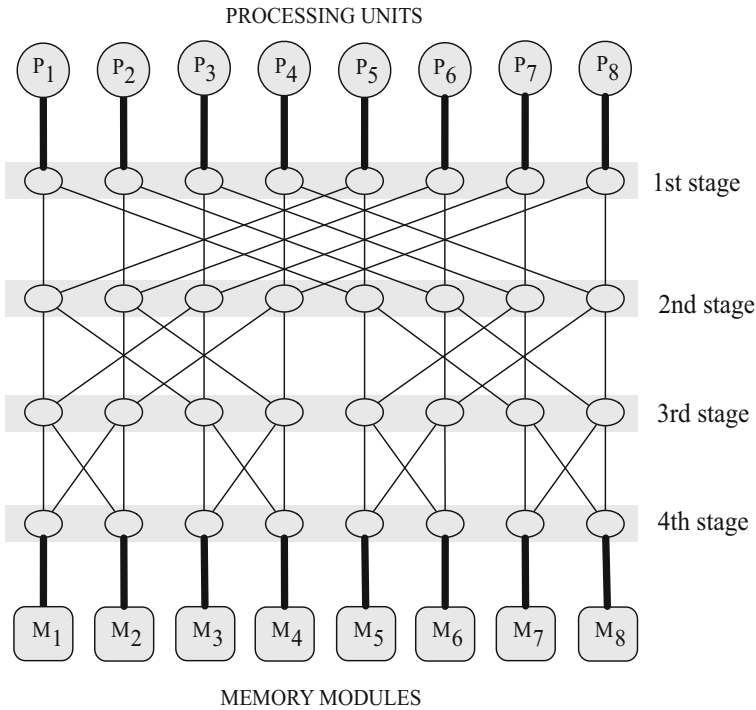 PROCESSING UNITS
P1 P2 P3 P4 P5 P6 P7 P8
1st stage
2nd stage
3rd stage
4th stage
M1 M2 M3 M4 M5 M6 M7 M8
MEMORY MODULES